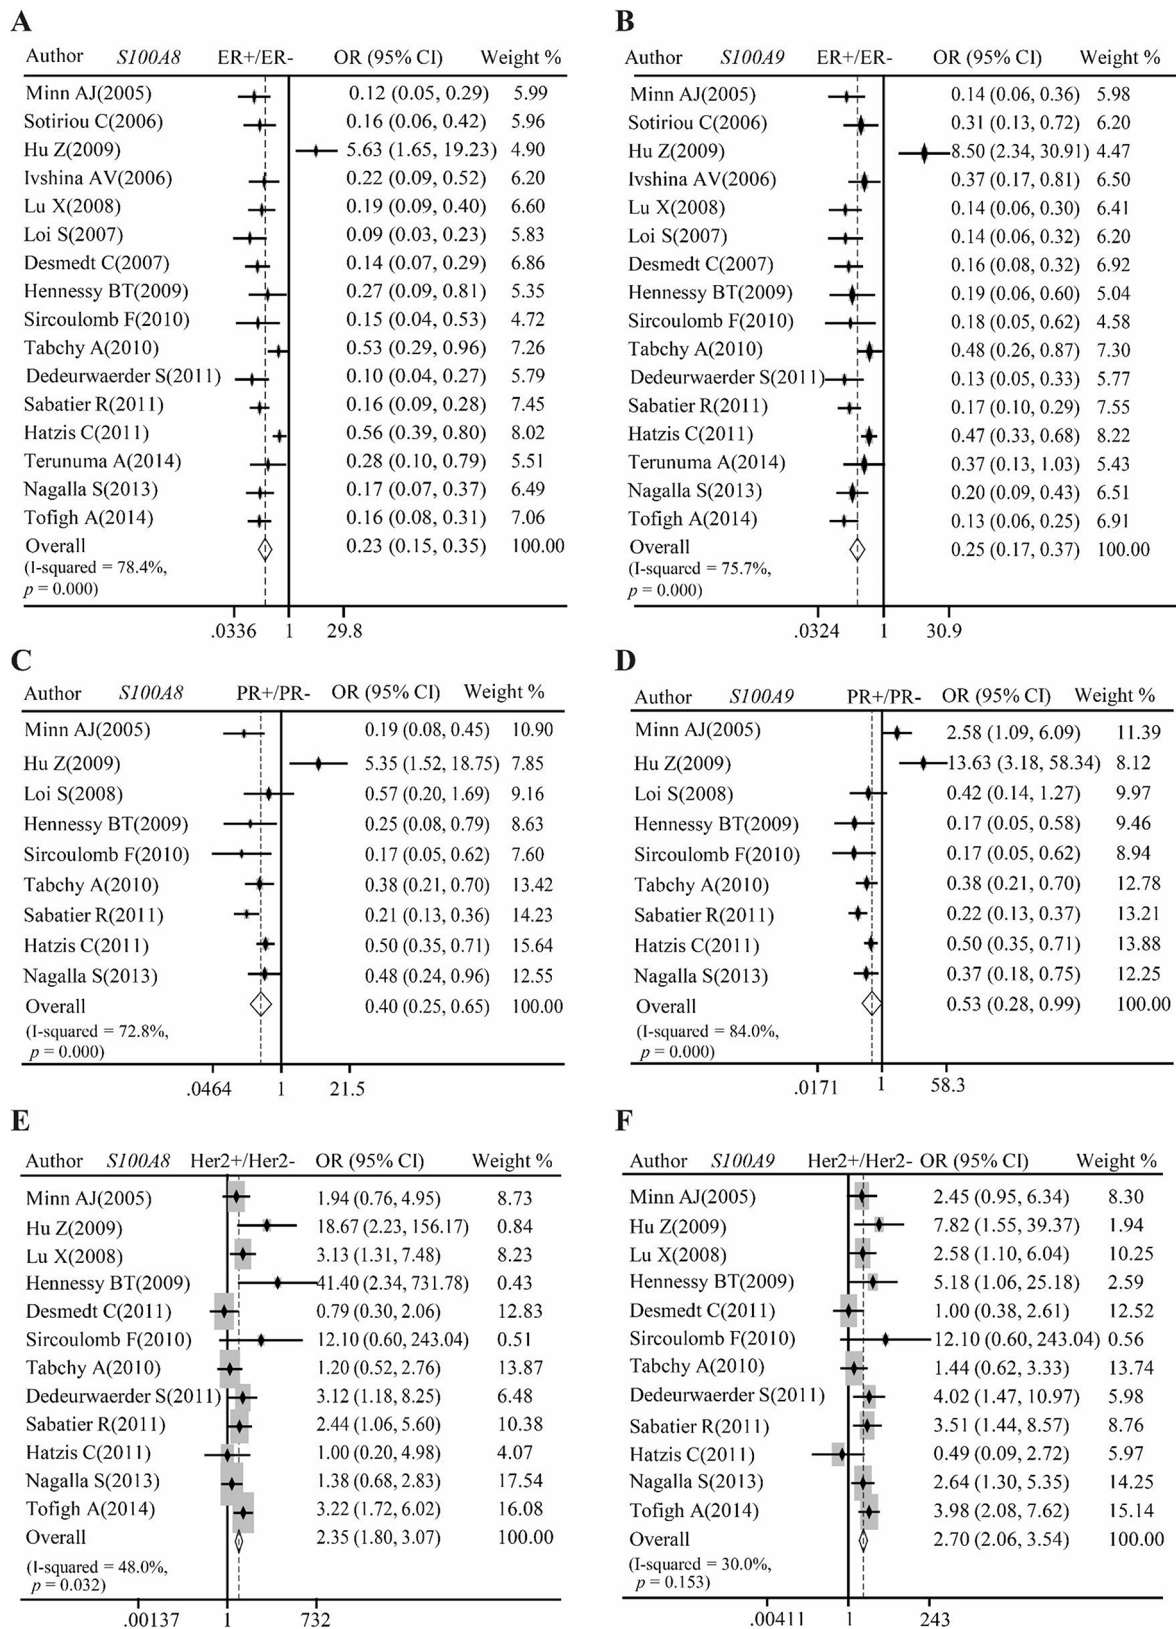 A
Author S100A8 ER+/ER- OR (95% CI) Weight %
Minn AJ(2005) 0.12 (0.05, 0.29) 5.99
Sotiriou C(2006) 0.16 (0.06, 0.42) 5.96
Hu Z(2009) 5.63 (1.65, 19.23) 4.90
Ivshina AV(2006) 0.22 (0.09, 0.52) 6.20
Lu X(2008) 0.19 (0.09, 0.40) 6.60
Loi S(2007) 0.09 (0.03, 0.23) 5.83
Desmedt C(2007) 0.14 (0.07, 0.29) 6.86
Hennessy BT(2009) 0.27 (0.09, 0.81) 5.35
Sircoulomb F(2010) 0.15 (0.04, 0.53) 4.72
Tabchy A(2010) 0.53 (0.29, 0.96) 7.26
Dedeurwaerder S(2011) 0.10 (0.04, 0.27) 5.79
Sabatier R(2011) 0.16 (0.09, 0.28) 7.45
Hatzis C(2011) 0.56 (0.39, 0.80) 8.02
Terunuma A(2014) 0.28 (0.10, 0.79) 5.51
Nagalla S(2013) 0.17 (0.07, 0.37) 6.49
Tofigh A(2014) 0.16 (0.08, 0.31) 7.06
Overall 0.23 (0.15, 0.35) 100.00
(I-squared = 78.4%,
p = 0.000)
.0336 1 29.8
B
Author S100A9 ER+/ER- OR (95% CI) Weight %
Minn AJ(2005) 0.14 (0.06, 0.36) 5.98
Sotiriou C(2006) 0.31 (0.13, 0.72) 6.20
Hu Z(2009) 8.50 (2.34, 30.91) 4.47
Ivshina AV(2006) 0.37 (0.17, 0.81) 6.50
Lu X(2008) 0.14 (0.06, 0.30) 6.41
Loi S(2007) 0.14 (0.06, 0.32) 6.20
Desmedt C(2007) 0.16 (0.08, 0.32) 6.92
Hennessy BT(2009) 0.19 (0.06, 0.60) 5.04
Sircoulomb F(2010) 0.18 (0.05, 0.62) 4.58
Tabchy A(2010) 0.48 (0.26, 0.87) 7.30
Dedeurwaerder S(2011) 0.13 (0.05, 0.33) 5.77
Sabatier R(2011) 0.17 (0.10, 0.29) 7.55
Hatzis C(2011) 0.47 (0.33, 0.68) 8.22
Terunuma A(2014) 0.37 (0.13, 1.03) 5.43
Nagalla S(2013) 0.20 (0.09, 0.43) 6.51
Tofigh A(2014) 0.13 (0.06, 0.25) 6.91
Overall 0.25 (0.17, 0.37) 100.00
(I-squared = 75.7%,
p = 0.000)
.0324 1 30.9
C
Author S100A8 PR+/PR- OR (95% CI) Weight %
Minn AJ(2005) 0.19 (0.08, 0.45) 10.90
Hu Z(2009) 5.35 (1.52, 18.75) 7.85
Loi S(2008) 0.57 (0.20, 1.69) 9.16
Hennessy BT(2009) 0.25 (0.08, 0.79) 8.63
Sircoulomb F(2010) 0.17 (0.05, 0.62) 7.60
Tabchy A(2010) 0.38 (0.21, 0.70) 13.42
Sabatier R(2011) 0.21 (0.13, 0.36) 14.23
Hatzis C(2011) 0.50 (0.35, 0.71) 15.64
Nagalla S(2013) 0.48 (0.24, 0.96) 12.55
Overall 0.40 (0.25, 0.65) 100.00
(I-squared = 72.8%,
p = 0.000)
.0464 1 21.5
D
Author S100A9 PR+/PR- OR (95% CI) Weight %
Minn AJ(2005) 2.58 (1.09, 6.09) 11.39
Hu Z(2009) 13.63 (3.18, 58.34) 8.12
Loi S(2008) 0.42 (0.14, 1.27) 9.97
Hennessy BT(2009) 0.17 (0.05, 0.58) 9.46
Sircoulomb F(2010) 0.17 (0.05, 0.62) 8.94
Tabchy A(2010) 0.38 (0.21, 0.70) 12.78
Sabatier R(2011) 0.22 (0.13, 0.37) 13.21
Hatzis C(2011) 0.50 (0.35, 0.71) 13.88
Nagalla S(2013) 0.37 (0.18, 0.75) 12.25
Overall 0.53 (0.28, 0.99) 100.00
(I-squared = 84.0%,
p = 0.000)
.0171 1 58.3
E
Author S100A8 Her2+/Her2- OR (95% CI) Weight %
Minn AJ(2005) 1.94 (0.76, 4.95) 8.73
Hu Z(2009) 18.67 (2.23, 156.17) 0.84
Lu X(2008) 3.13 (1.31, 7.48) 8.23
Hennessy BT(2009) 41.40 (2.34, 731.78) 0.43
Desmedt C(2011) 0.79 (0.30, 2.06) 12.83
Sircoulomb F(2010) 12.10 (0.60, 243.04) 0.51
Tabchy A(2010) 1.20 (0.52, 2.76) 13.87
Dedeurwaerder S(2011) 3.12 (1.18, 8.25) 6.48
Sabatier R(2011) 2.44 (1.06, 5.60) 10.38
Hatzis C(2011) 1.00 (0.20, 4.98) 4.07
Nagalla S(2013) 1.38 (0.68, 2.83) 17.54
Tofigh A(2014) 3.22 (1.72, 6.02) 16.08
Overall 2.35 (1.80, 3.07) 100.00
(I-squared = 48.0%,
p = 0.032)
.00137 1 732
F
Author S100A9 Her2+/Her2- OR (95% CI) Weight %
Minn AJ(2005) 2.45 (0.95, 6.34) 8.30
Hu Z(2009) 7.82 (1.55, 39.37) 1.94
Lu X(2008) 2.58 (1.10, 6.04) 10.25
Hennessy BT(2009) 5.18 (1.06, 25.18) 2.59
Desmedt C(2011) 1.00 (0.38, 2.61) 12.52
Sircoulomb F(2010) 12.10 (0.60, 243.04) 0.56
Tabchy A(2010) 1.44 (0.62, 3.33) 13.74
Dedeurwaerder S(2011) 4.02 (1.47, 10.97) 5.98
Sabatier R(2011) 3.51 (1.44, 8.57) 8.76
Hatzis C(2011) 0.49 (0.09, 2.72) 5.97
Nagalla S(2013) 2.64 (1.30, 5.35) 14.25
Tofigh A(2014) 3.98 (2.08, 7.62) 15.14
Overall 2.70 (2.06, 3.54) 100.00
(I-squared = 30.0%,
p = 0.153)
.00411 1 243